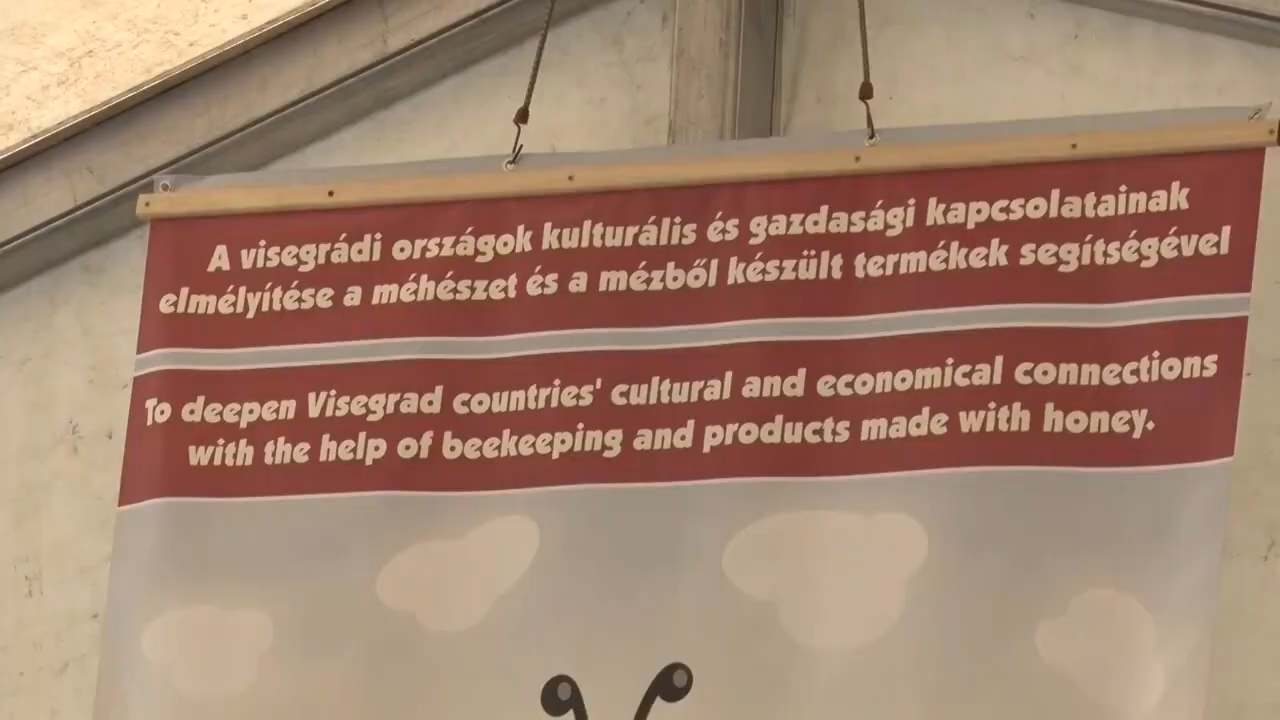 A visegrádi országok kulturális és gazdasági kapcsolatainak
elmélyítése a méhészet és a mézből készült termékek segítségével
To deepen Visegrad countries' cultural and economical connections
with the help of beekeeping and products made with honey.